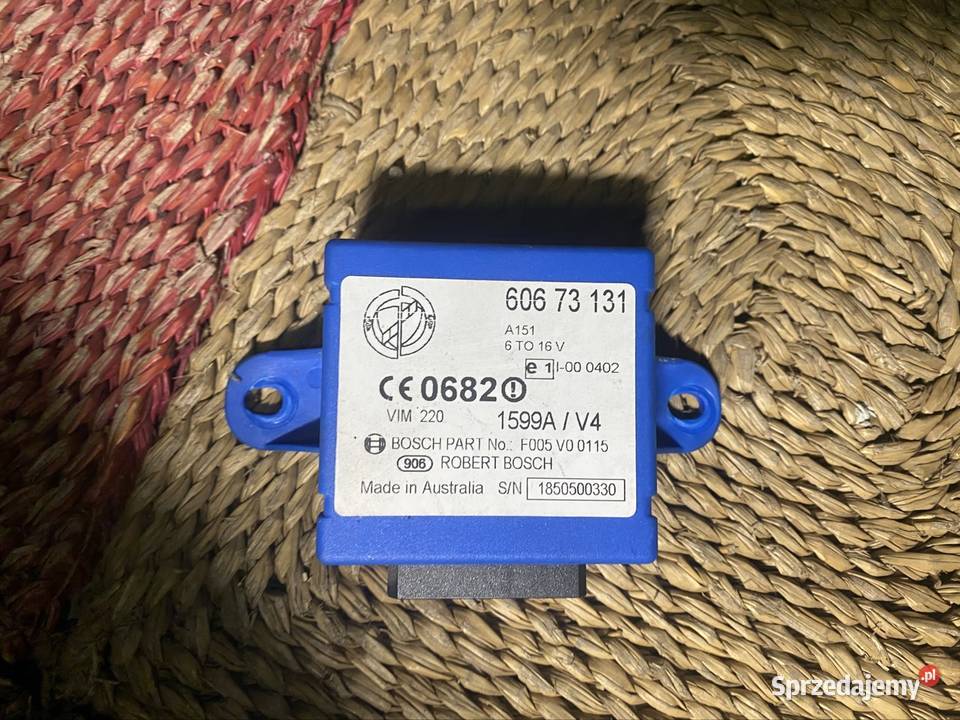 606 73 131
A151
6 TO 16 V
e 1 I-00 0402
CE 0682
VIM 220 1599A / V4
BOSCH PART No.: F005 V0 0115
906 ROBERT BOSCH
Made in Australia S/N 1850500330
Sprzedajemy.pl